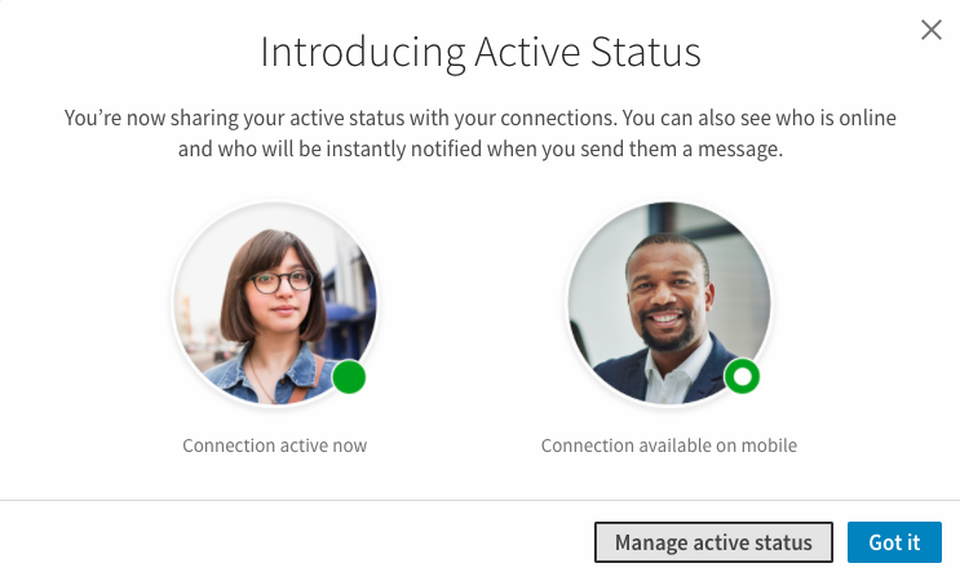 Introducing Active Status
You’re now sharing your active status with your connections. You can also see who is online
and who will be instantly notified when you send them a message.
Connection active now
Connection available on mobile
Manage active status
Got it